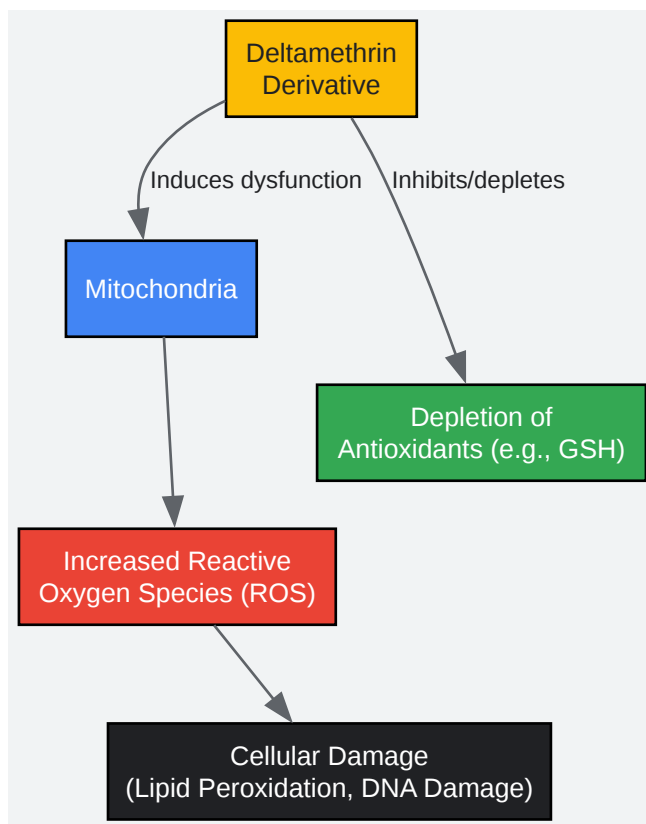 Deltamethrin
Derivative
Induces dysfunction
Inhibits/depletes
Mitochondria
Depletion of
Antioxidants (e.g., GSH)
Increased Reactive
Oxygen Species (ROS)
Cellular Damage
(Lipid Peroxidation, DNA Damage)